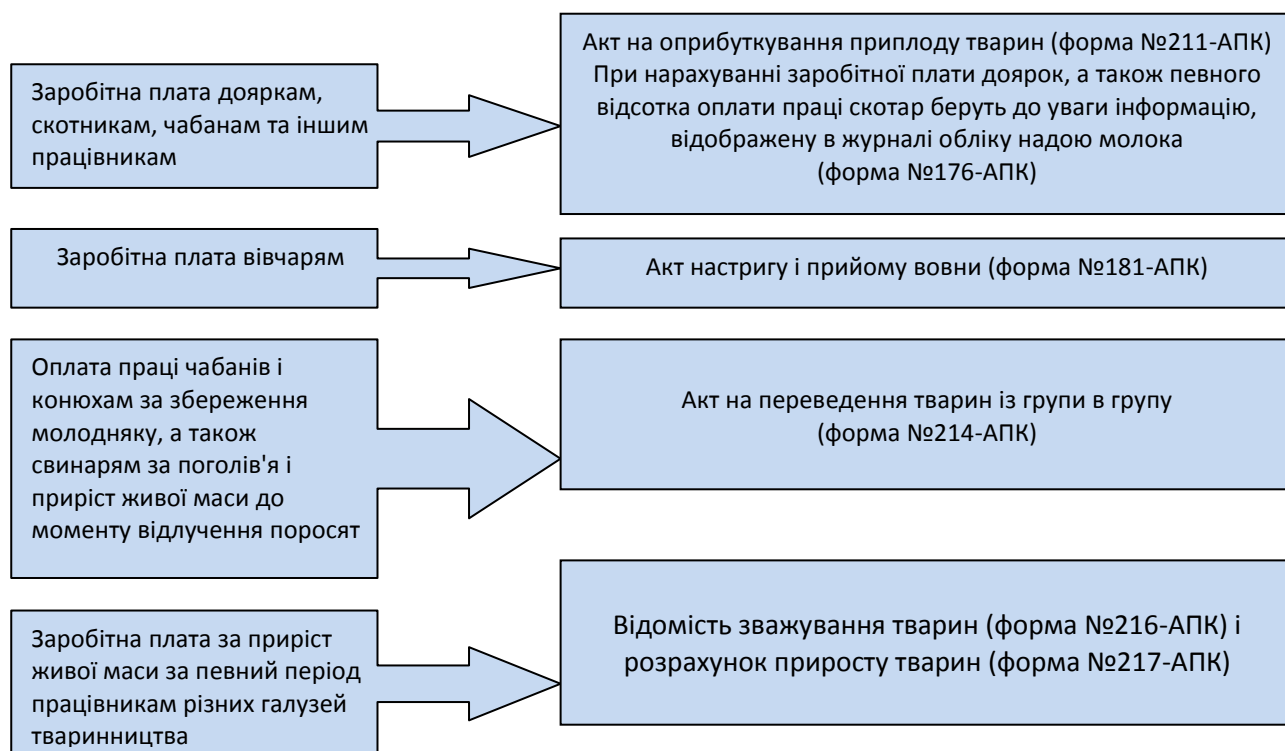 Заробітна плата дояркам,
скотникам, чабанам та іншим
працівникам
Акт на оприбуткування приплоду тварин (форма №211-АПК)
При нарахуванні заробітної плати доярок, а також певного
відсотка оплати праці скотар беруть до уваги інформацію,
відображену в журналі обліку надою молока
(форма №176-АПК)
Заробітна плата вівчарям
Акт настригу і прийому вовни (форма №181-АПК)
Оплата праці чабанів і
конюхам за збереження
молодняку, а також
свинарям за поголів'я і
приріст живої маси до
моменту відлучення поросят
Акт на переведення тварин із групи в групу
(форма №214-АПК)
Заробітна плата за приріст
живої маси за певний період
працівникам різних галузей
тваринництва
Відомість зважування тварин (форма №216-АПК) і
розрахунок приросту тварин (форма №217-АПК)